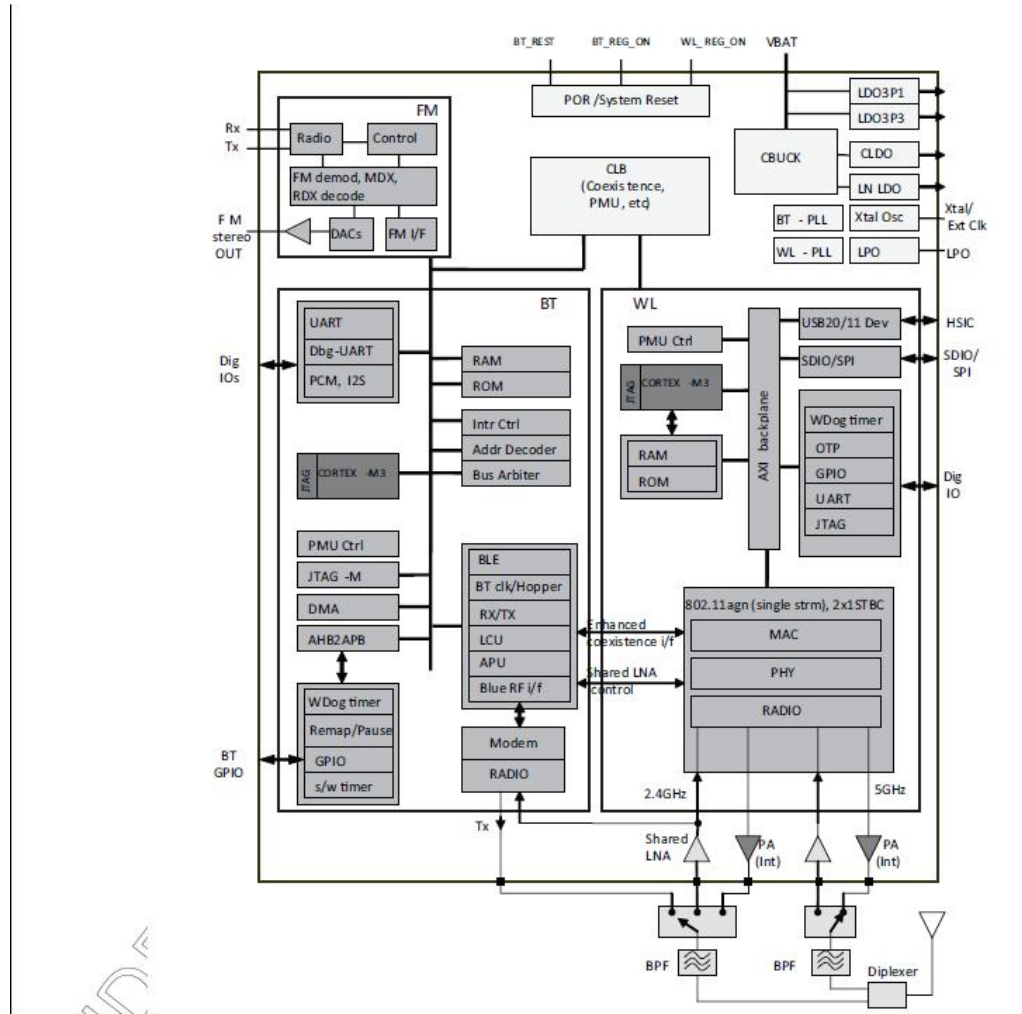 BT_REST
BT_REG_ON
WL_REG_ON
VBAT
POR /System Reset
LDO3P1
LDO3P3
CBUCK
CLDO
LN LDO
BT - PLL
Xtal Osc
Xtal/
Ext Clk
WL - PLL
LPO
LPO
FM
Rx
Tx
Radio
Control
FM demod, MDX,
RDX decode
F M
stereo
OUT
DACs
FM I/F
CLB
(Coexistence,
PMU, etc)
BT
UART
Dbg-UART
PCM, I2S
Dig
IOs
RAM
ROM
Intr Ctrl
Addr Decoder
Bus Arbiter
JTAG
CORTEX -M3
PMU Ctrl
JTAG -M
DMA
AHB2APB
WDog timer
Remap/Pause
GPIO
s/w timer
BT
GPIO
BLE
BT clk/Hopper
RX/TX
LCU
APU
Blue RF i/f
Modem
RADIO
Tx
Enhanced
coexistence i/f
Shared LNA
control
WL
PMU Ctrl
JTAG
CORTEX -M3
RAM
ROM
AXI backplane
USB20/11 Dev
HSIC
SDIO/SPI
SDIO/
SPI
WDog timer
OTP
GPIO
UART
JTAG
Dig
IO
802.11agn (single strm), 2x1STBC
MAC
PHY
RADIO
2.4GHz
5GHz
Shared
LNA
PA
(Int)
PA
(Int)
BPF
BPF
Diplexer